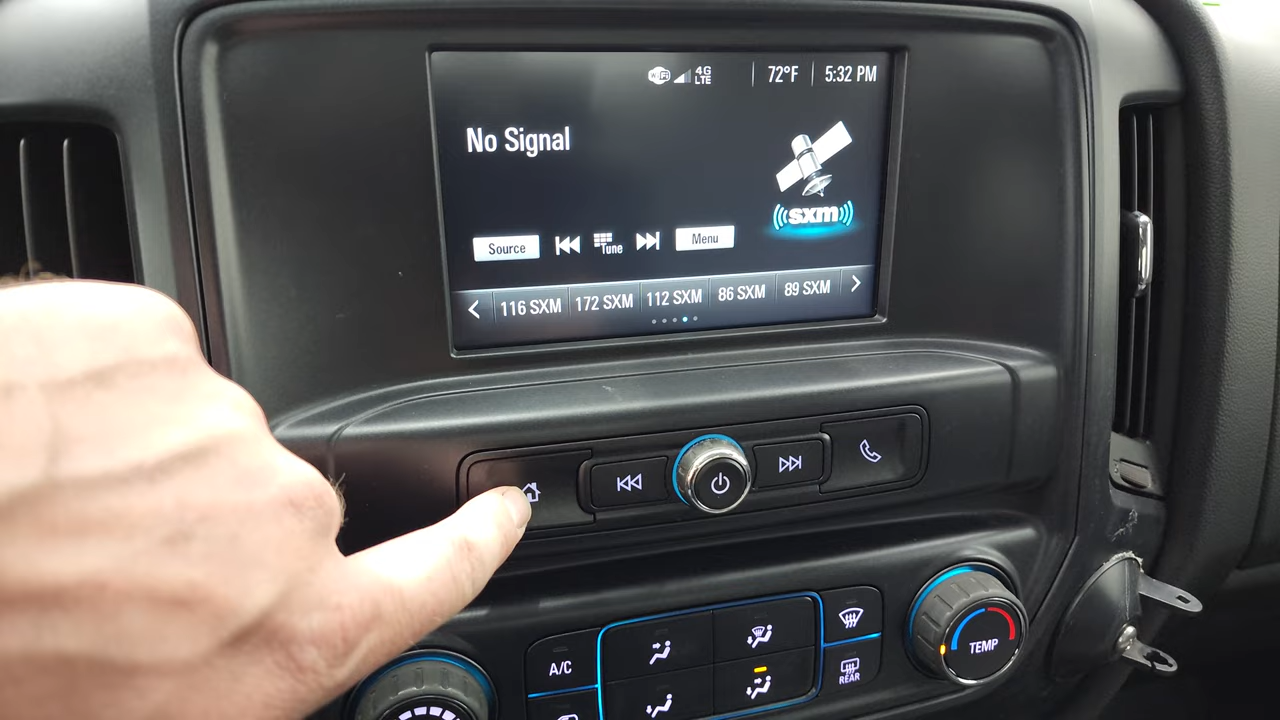 WiFi 4G LTE 72°F 5:32 PM
No Signal
sxm
Source Tune Menu
116 SXM 172 SXM 112 SXM 86 SXM 89 SXM
A/C
REAR
TEMP